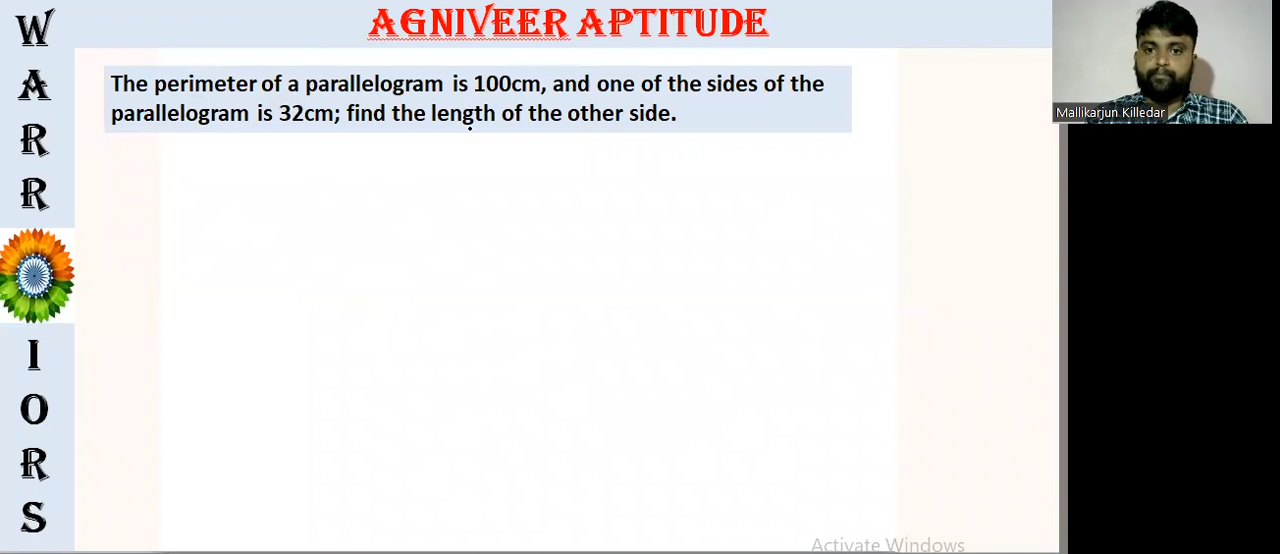 AGNIVEER APTITUDE
W
A
R
R
I
O
R
S
The perimeter of a parallelogram is 100cm, and one of the sides of the
parallelogram is 32cm; find the length of the other side.
Mallikarjun Killedar
Activate Windows